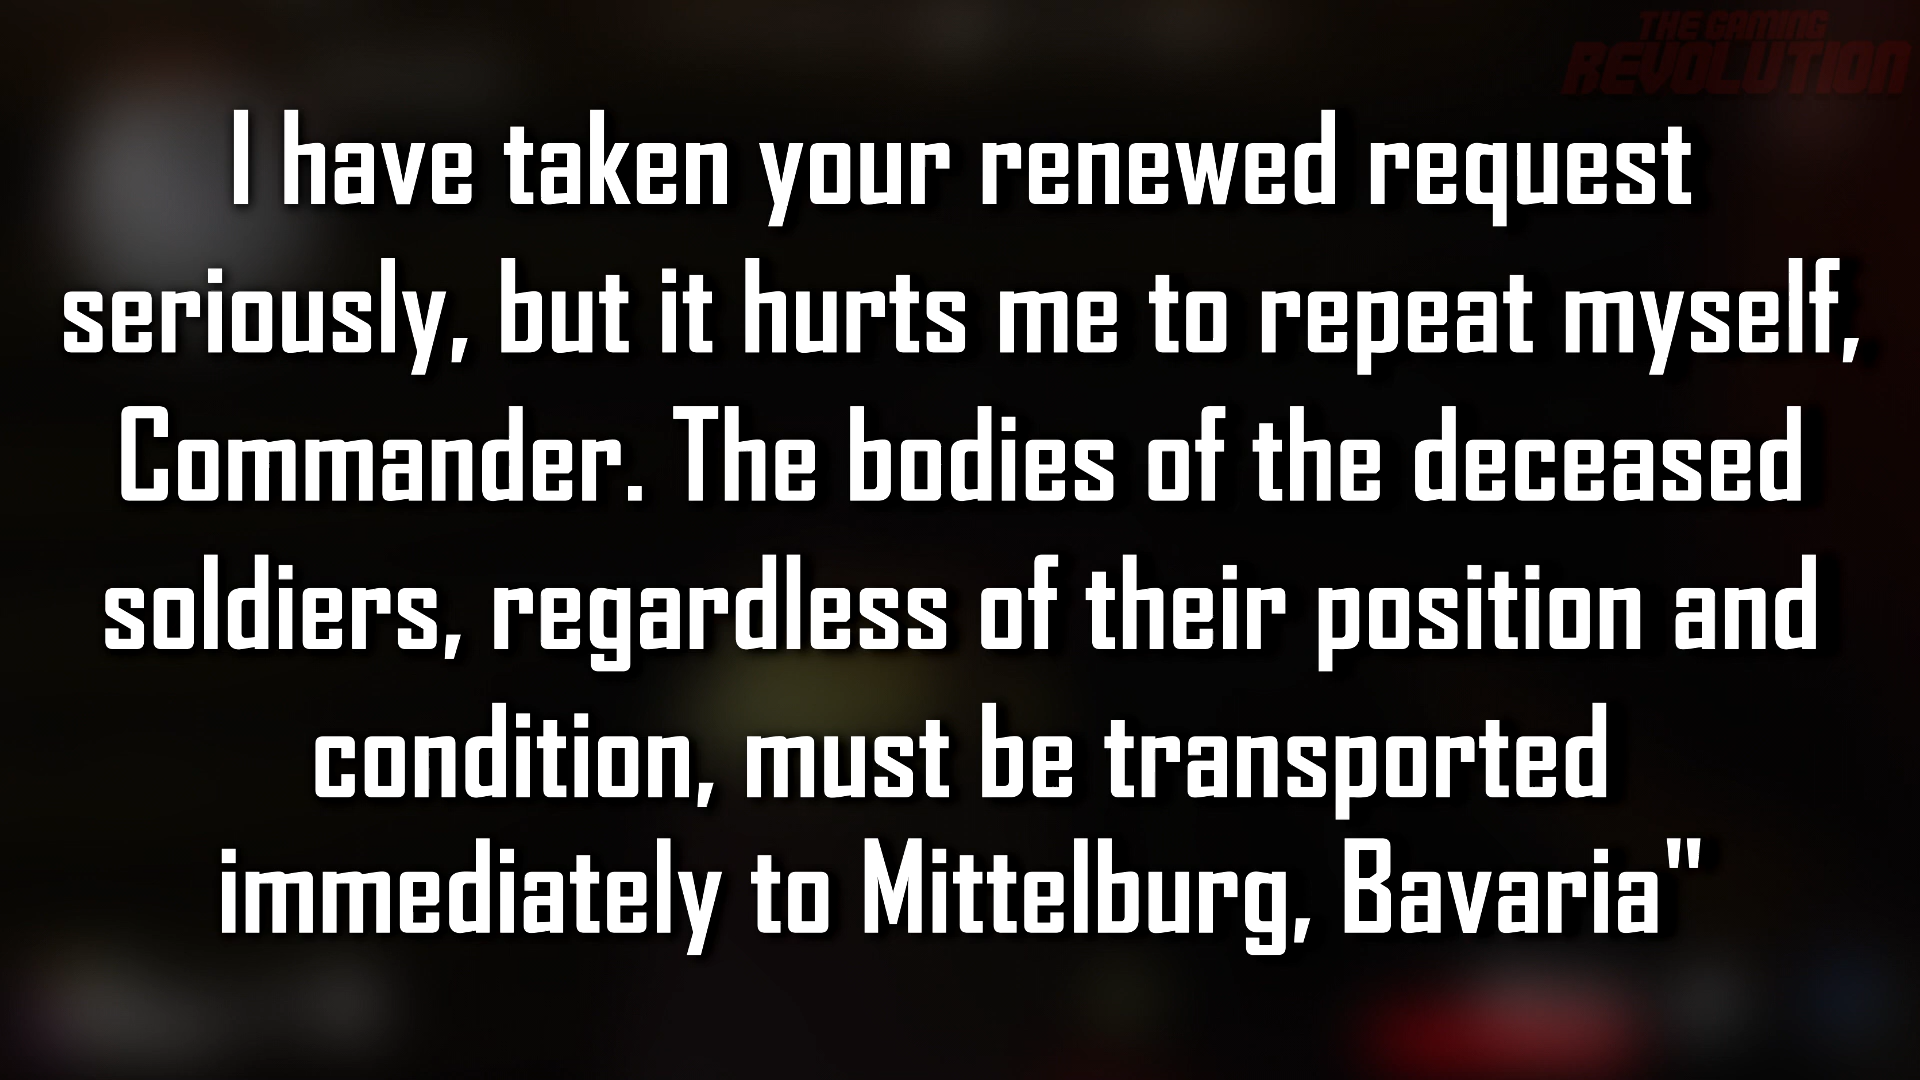 THE GAMING
REVOLUTION
I have taken your renewed request
seriously, but it hurts me to repeat myself,
Commander. The bodies of the deceased
soldiers, regardless of their position and
condition, must be transported
immediately to Mittelburg, Bavaria"